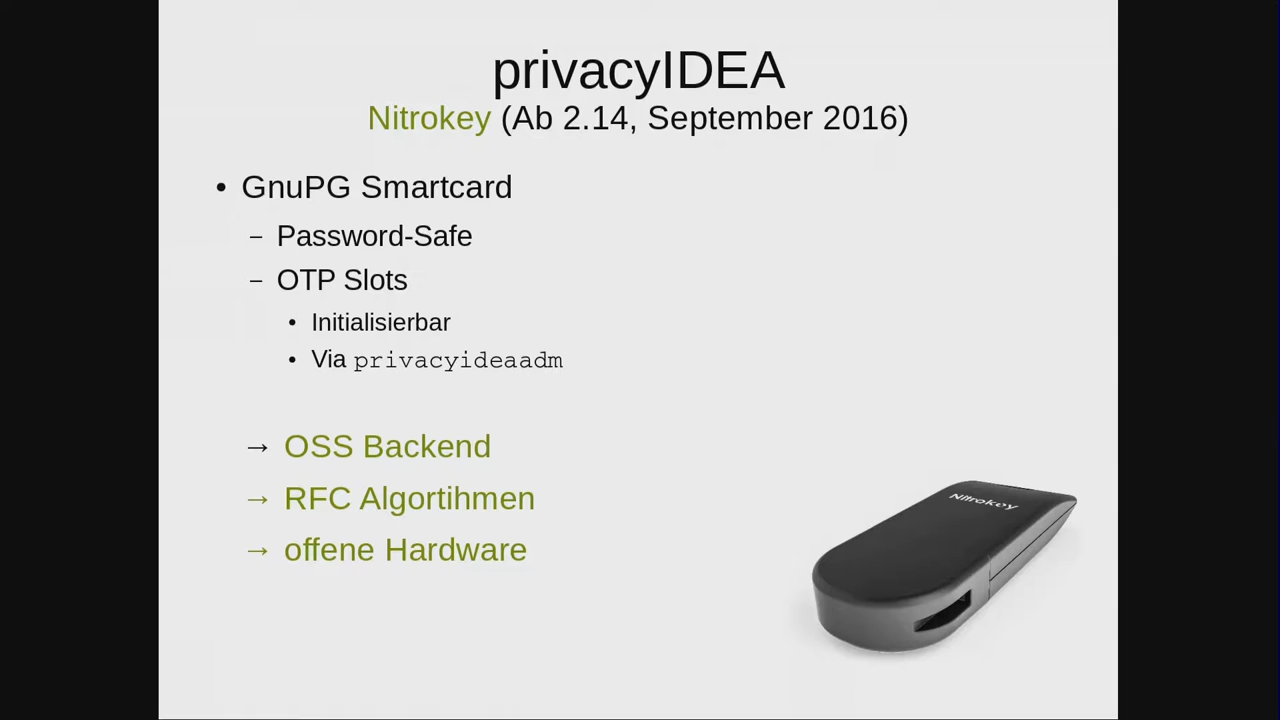 privacyIDEA
Nitrokey (Ab 2.14, September 2016)
• GnuPG Smartcard
– Password-Safe
– OTP Slots
• Initialisierbar
• Via privacyideaadm
→ OSS Backend
→ RFC Algortihmen
→ offene Hardware
Nitrokey